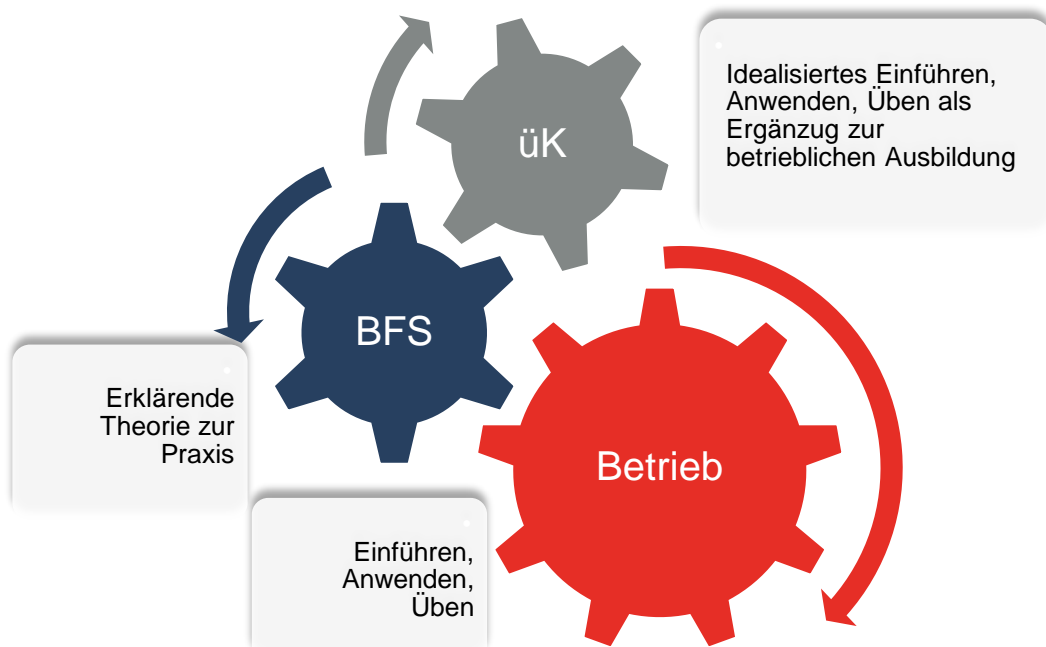 üK
Idealisiertes Einführen,
Anwenden, Üben als
Ergänzug zur
betrieblichen Ausbildung
BFS
Erklärende
Theorie zur
Praxis
Betrieb
Einführen,
Anwenden,
Üben